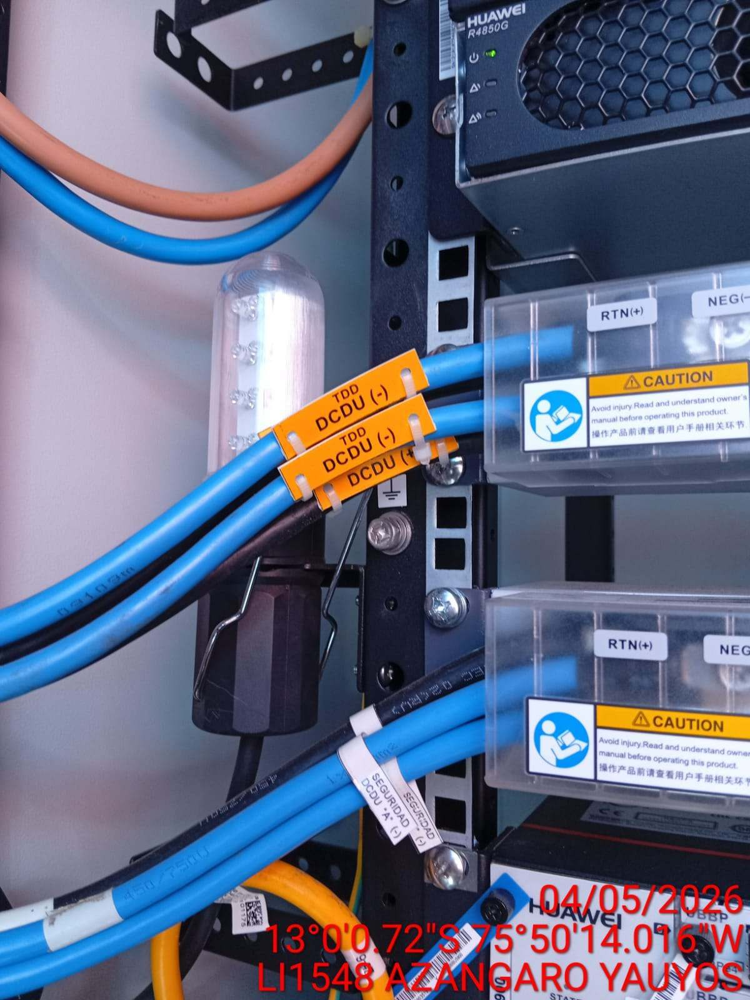 HUAWEI
R4850G
RTN(+)
NEG(-
CAUTION
Avoid injury.Read and understand owner's
manual before operating this product.
操作产品前请查看用户手册相关环节
TDD
DCDU (-)
TDD
DCDU (-)
DCDU (+
RTN(+)
NEG
CAUTION
Avoid injury.Read and understand owne
manual before operating this product.
操作产品前请查看用户手册相关环节
SEGURIDAD
DCDU "A" (-)
SEGURIDAD
" (-)
450/750V
HUAWEI
UBBP
04/05/2026
13°0'0.72"S 75°50'14.016"W
LI1548 AZANGARO YAUYOS